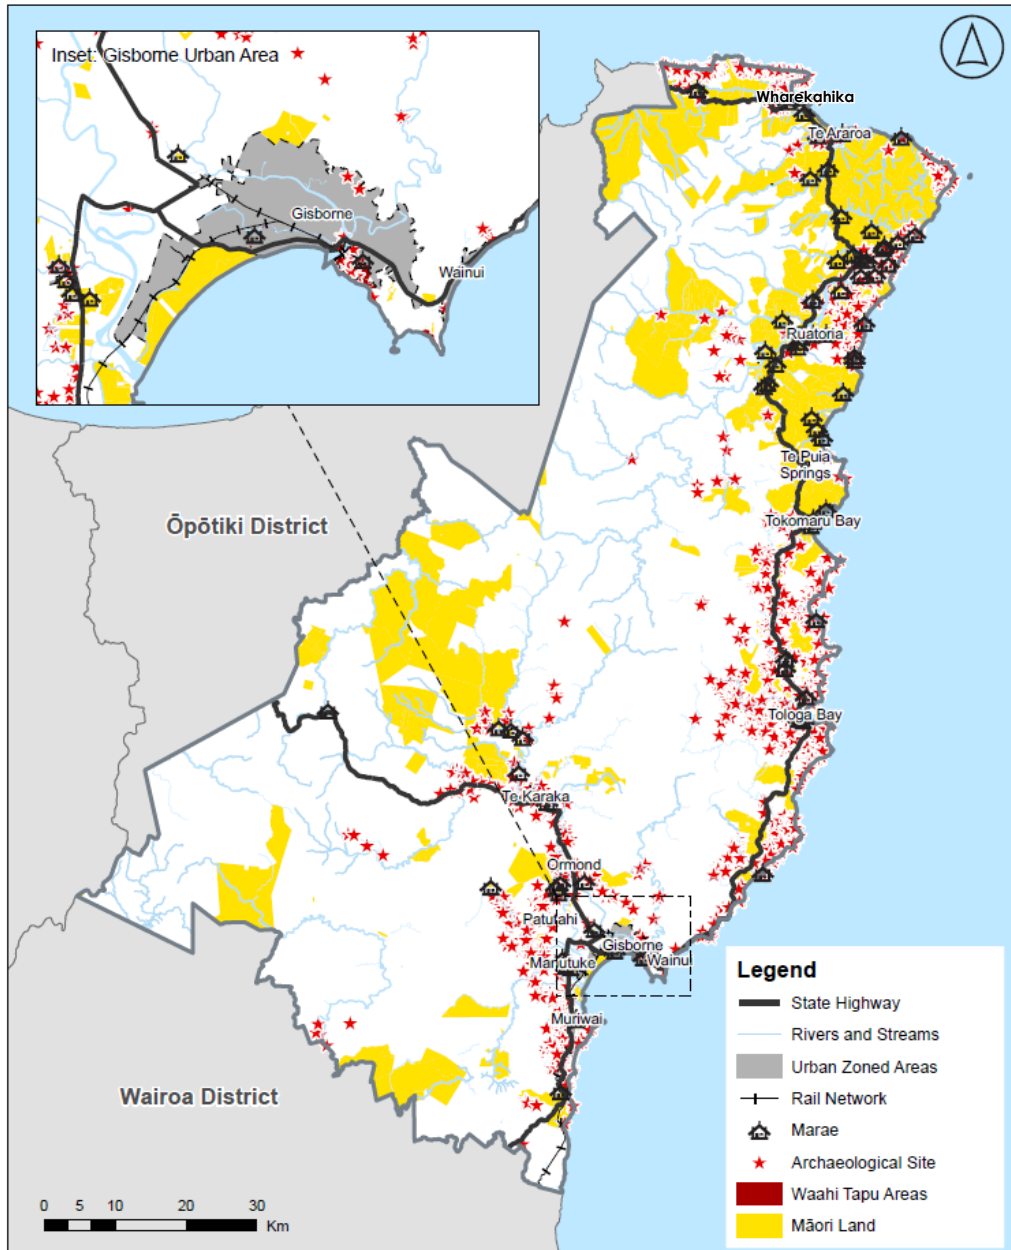 Inset: Gisborne Urban Area
Gisborne
Wainui
Wharekahika
Te Araroa
Ruatoria
Te Puia
Springs
Tokomaru Bay
Ōpōtiki District
Tologa Bay
Te Karaka
Ormond
Patutahi
Gisborne
Manutuke
Wainui
Muriwai
Wairoa District
Legend
State Highway
Rivers and Streams
Urban Zoned Areas
Rail Network
Marae
Archaeological Site
Waahi Tapu Areas
Māori Land
0 5 10 20 30
Km